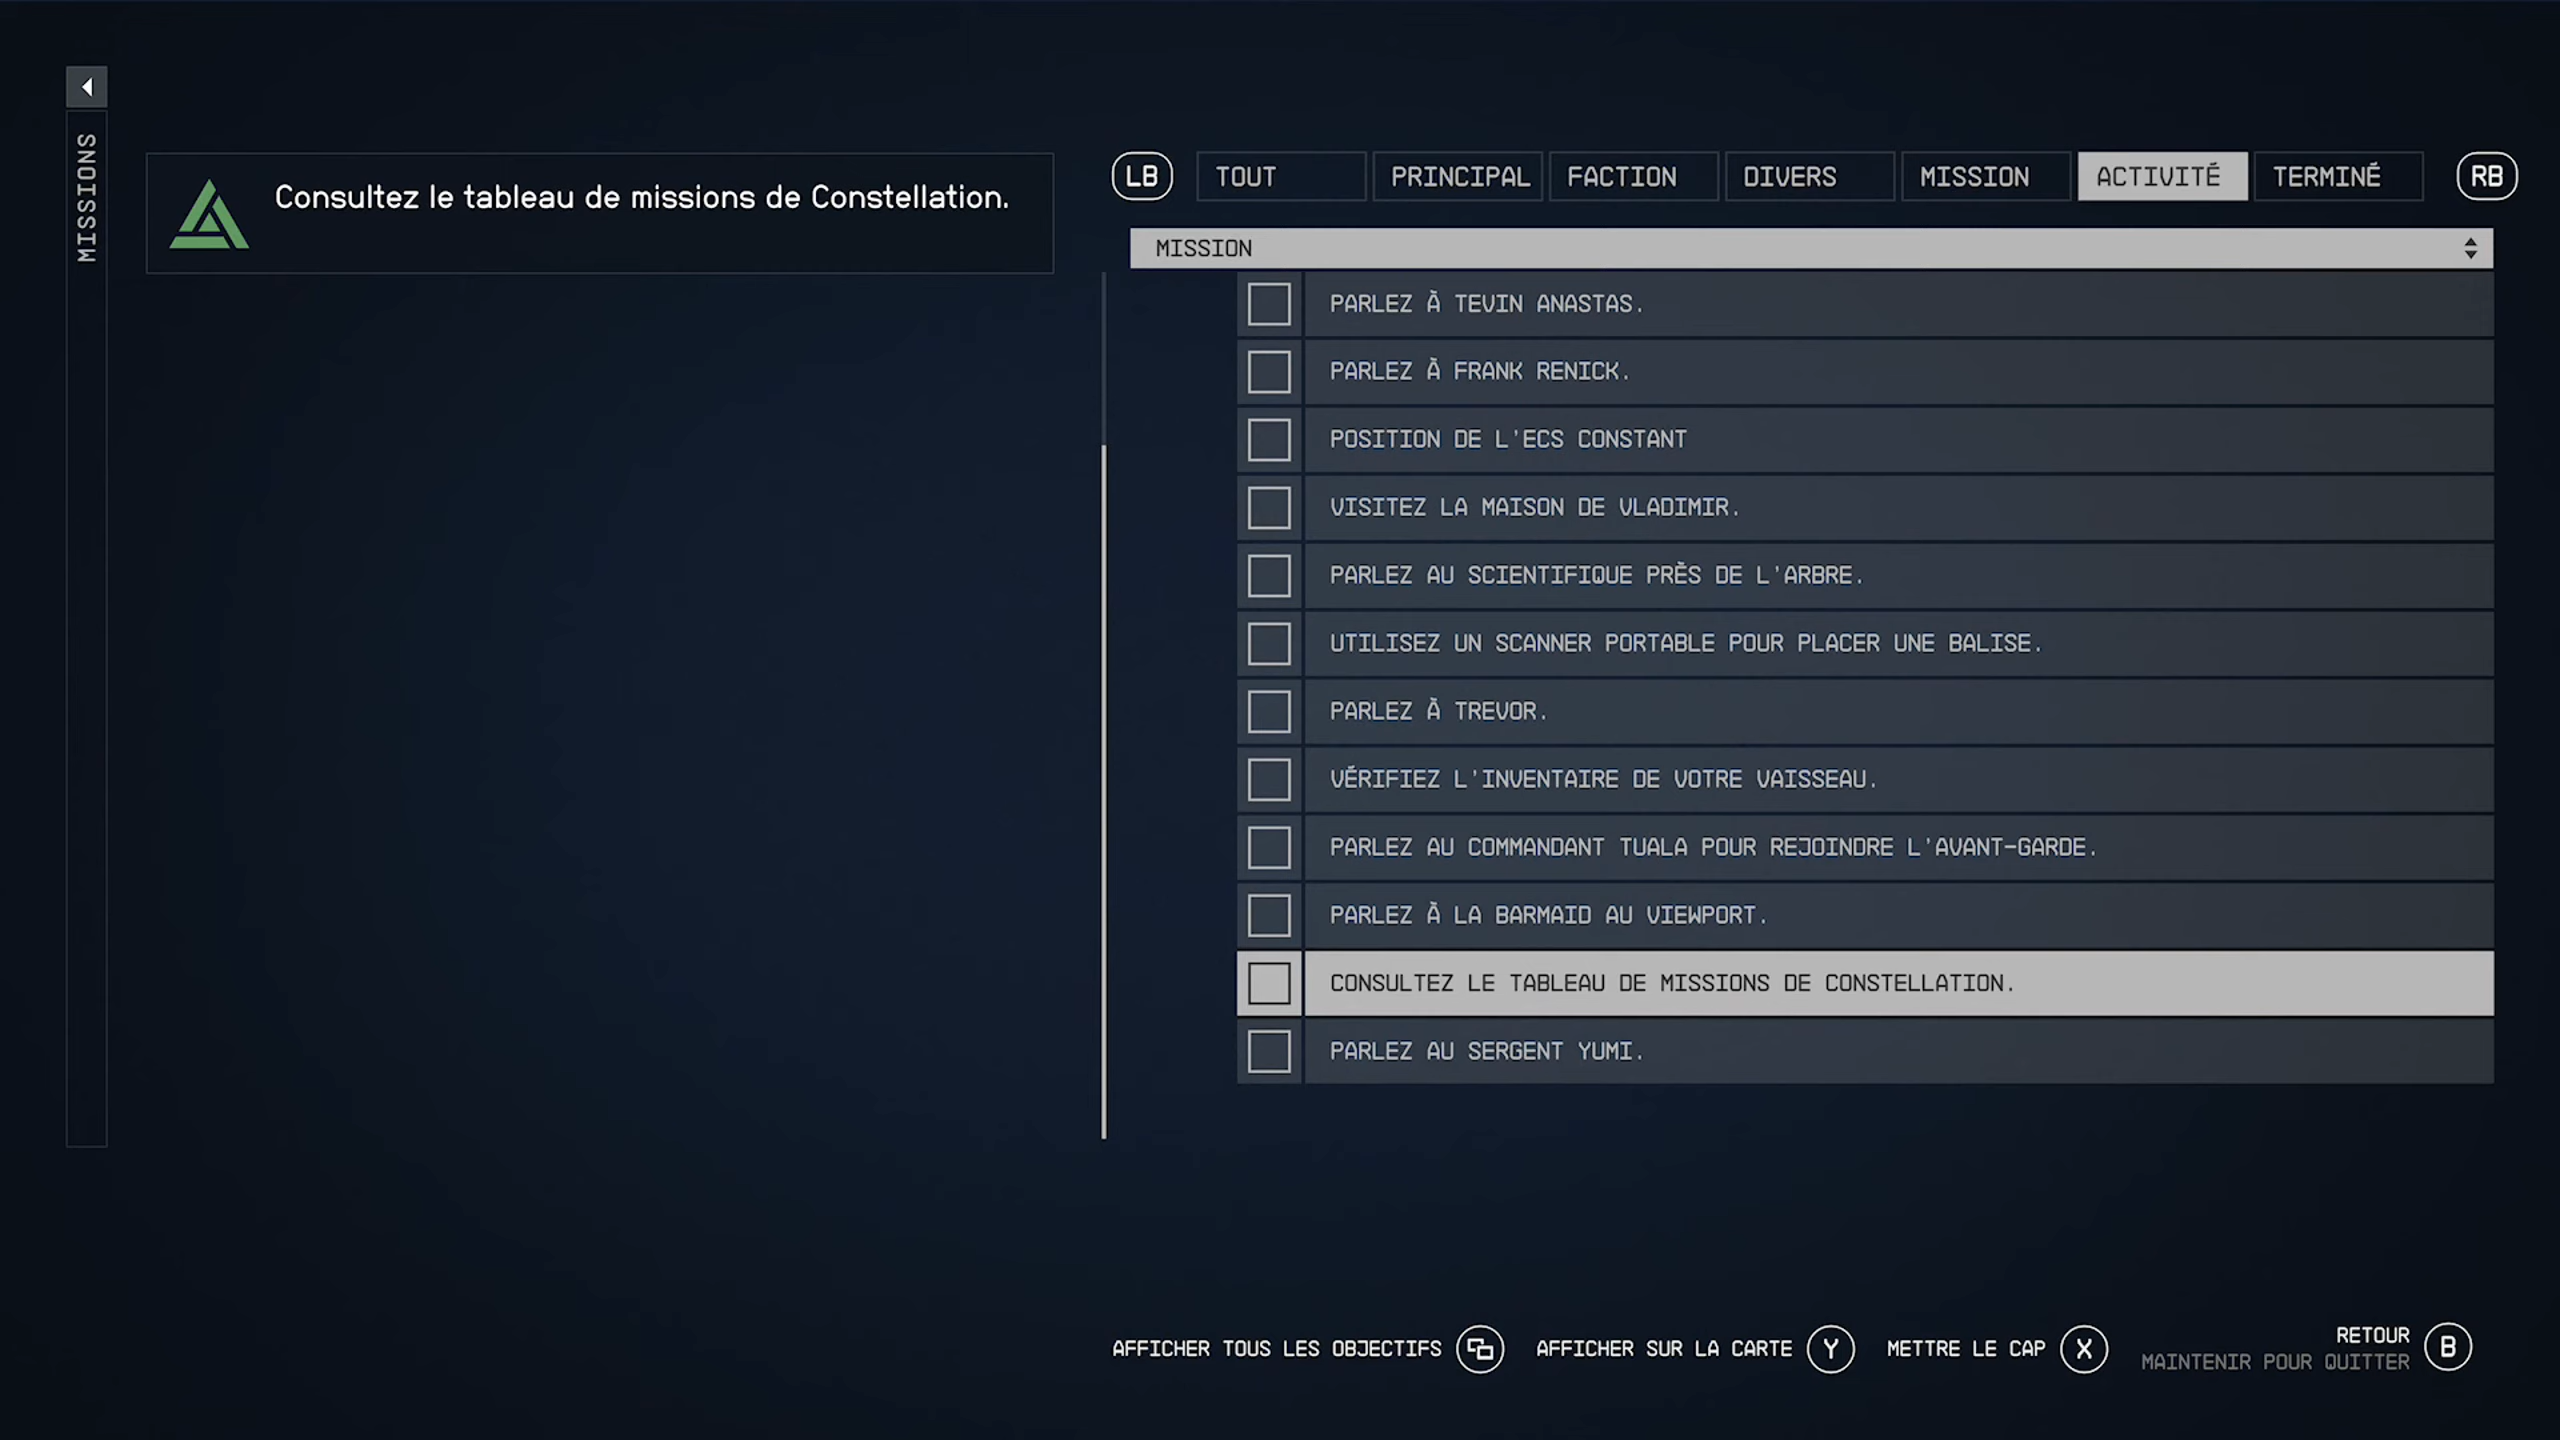 MISSIONS
Consultez le tableau de missions de Constellation.
LB
TOUT
PRINCIPAL
FACTION
DIVERS
MISSION
ACTIVITÉ
TERMINÉ
RB
MISSION
PARLEZ À TEVIN ANASTAS.
PARLEZ À FRANK RENICK.
POSITION DE L'ECS CONSTANT
VISITEZ LA MAISON DE VLADIMIR.
PARLEZ AU SCIENTIFIQUE PRÈS DE L'ARBRE.
UTILISEZ UN SCANNER PORTABLE POUR PLACER UNE BALISE.
PARLEZ À TREVOR.
VÉRIFIEZ L'INVENTAIRE DE VOTRE VAISSEAU.
PARLEZ AU COMMANDANT TUALA POUR REJOINDRE L'AVANT-GARDE.
PARLEZ À LA BARMAID AU VIEWPORT.
CONSULTEZ LE TABLEAU DE MISSIONS DE CONSTELLATION.
PARLEZ AU SERGENT YUMI.
AFFICHER TOUS LES OBJECTIFS
AFFICHER SUR LA CARTE Y
METTRE LE CAP X
RETOUR B
MAINTENIR POUR QUITTER